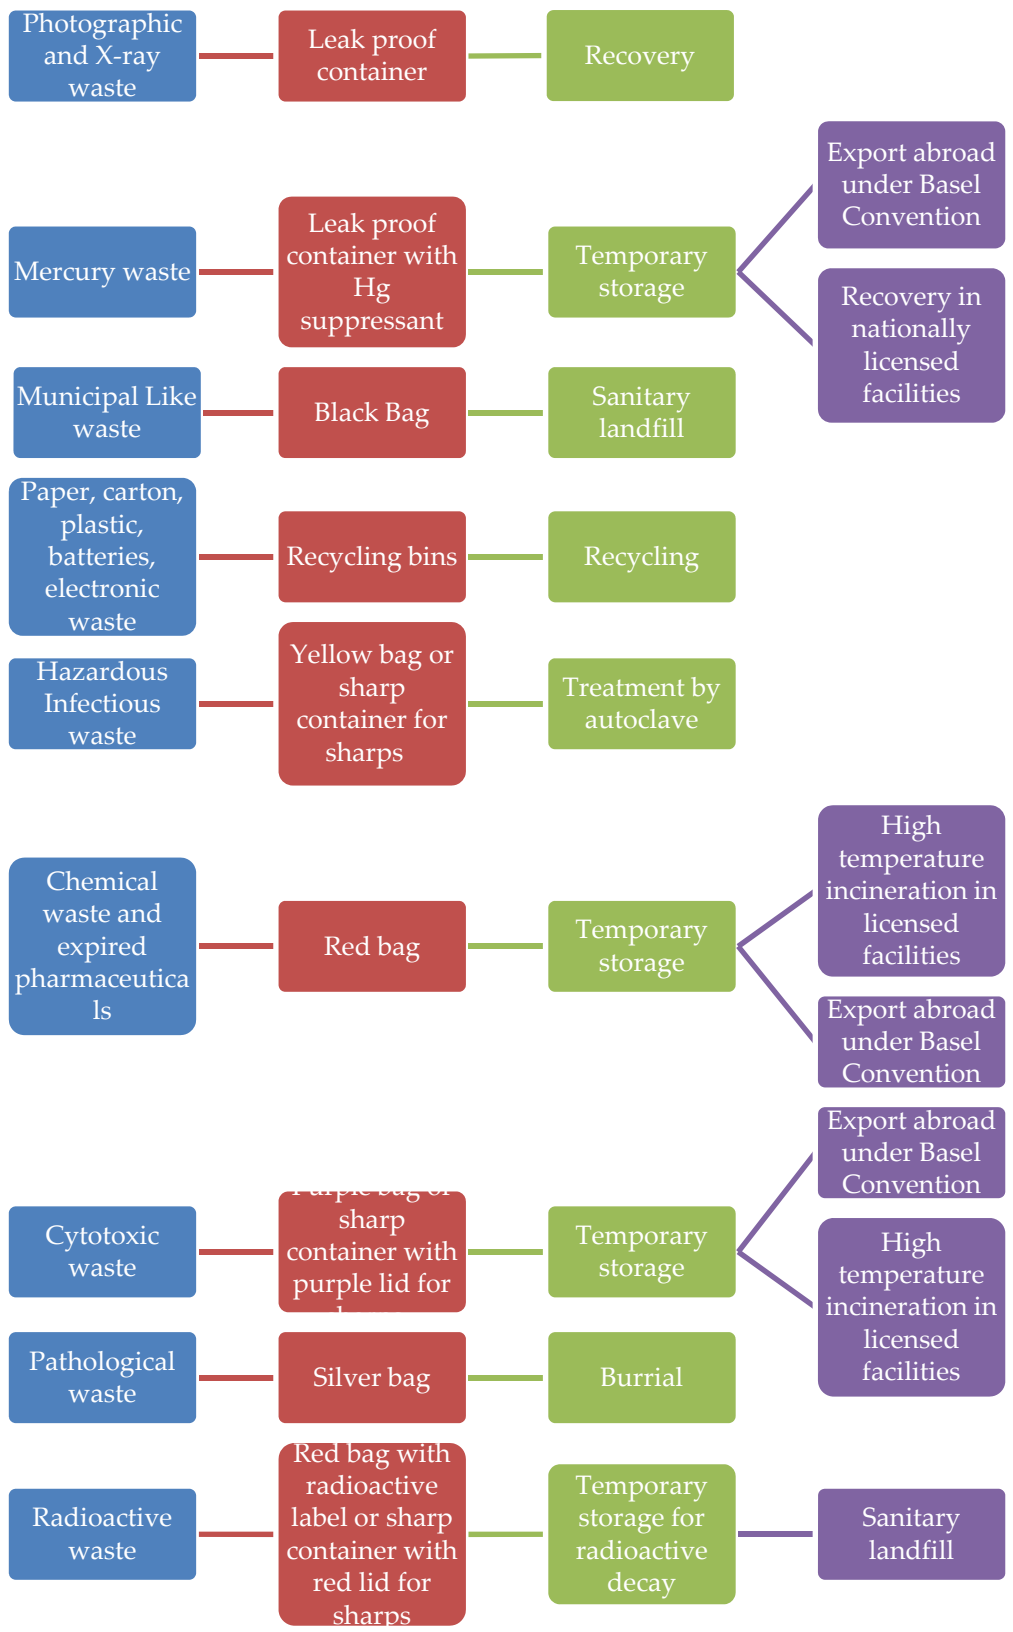 Photographic
and X-ray
waste
Leak proof
container
Recovery
Mercury waste
Leak proof
container with
Hg
suppressant
Temporary
storage
Export abroad
under Basel
Convention
Recovery in
nationally
licensed
facilities
Municipal Like
waste
Black Bag
Sanitary
landfill
Paper, carton,
plastic,
batteries,
electronic
waste
Recycling bins
Recycling
Hazardous
Infectious
waste
Yellow bag or
sharp
container for
sharps
Treatment by
autoclave
Chemical
waste and
expired
pharmaceutica
ls
Red bag
Temporary
storage
High
temperature
incineration in
licensed
facilities
Export abroad
under Basel
Convention
Cytotoxic
waste
Purple bag or
sharp
container with
purple lid for
Temporary
storage
Export abroad
under Basel
Convention
High
temperature
incineration in
licensed
facilities
Pathological
waste
Silver bag
Burrial
Radioactive
waste
Red bag with
radioactive
label or sharp
container with
red lid for
sharps
Temporary
storage for
radioactive
decay
Sanitary
landfill